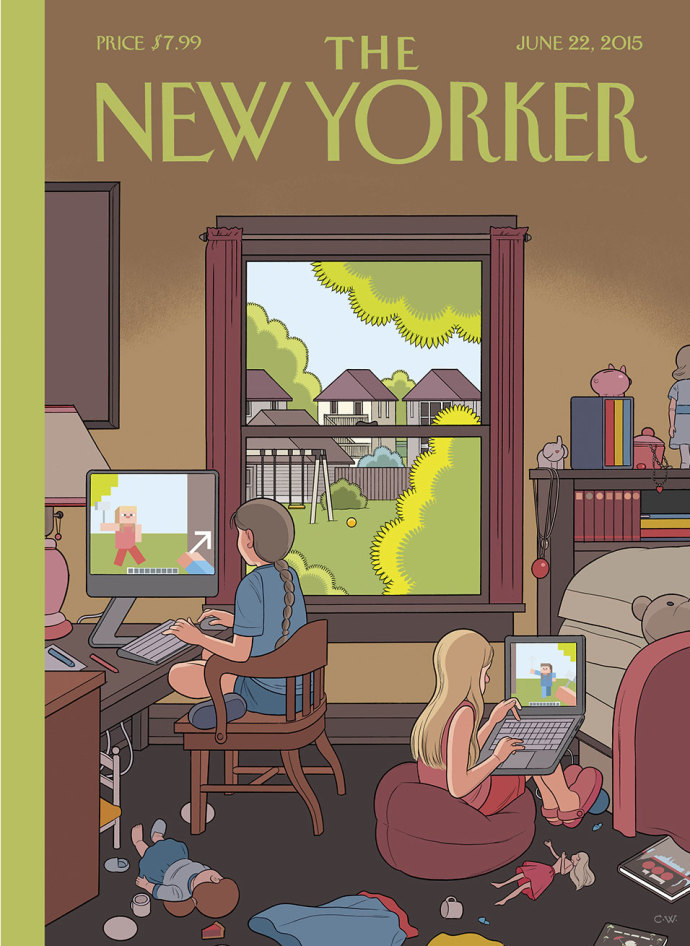 PRICE $7.99
THE
JUNE 22, 2015
NEW YORKER
C.W.